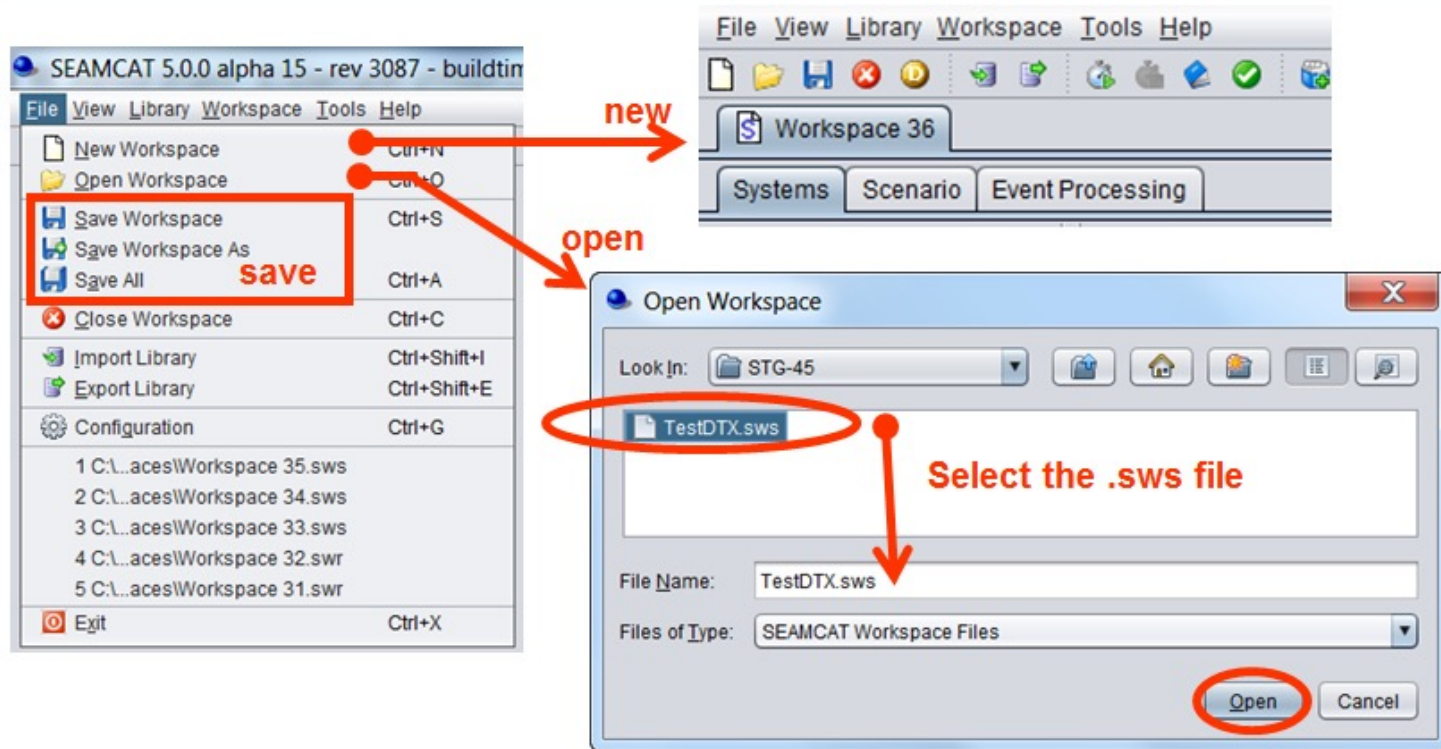 SEAMCAT 5.0.0 alpha 15 - rev 3087 - buildtim
File View Library Workspace Tools Help
New Workspace Ctrl+N
Open Workspace Ctrl+O
Save Workspace Ctrl+S
Save Workspace As
Save All Ctrl+A
save
Close Workspace Ctrl+C
Import Library Ctrl+Shift+I
Export Library Ctrl+Shift+E
Configuration Ctrl+G
1 C:\...aces\Workspace 35.sws
2 C:\...aces\Workspace 34.sws
3 C:\...aces\Workspace 33.sws
4 C:\...aces\Workspace 32.swr
5 C:\...aces\Workspace 31.swr
Exit Ctrl+X
new
File View Library Workspace Tools Help
Workspace 36
Systems Scenario Event Processing
open
Open Workspace
Look In: STG-45
TestDTX.sws
Select the .sws file
File Name: TestDTX.sws
Files of Type: SEAMCAT Workspace Files
Open Cancel